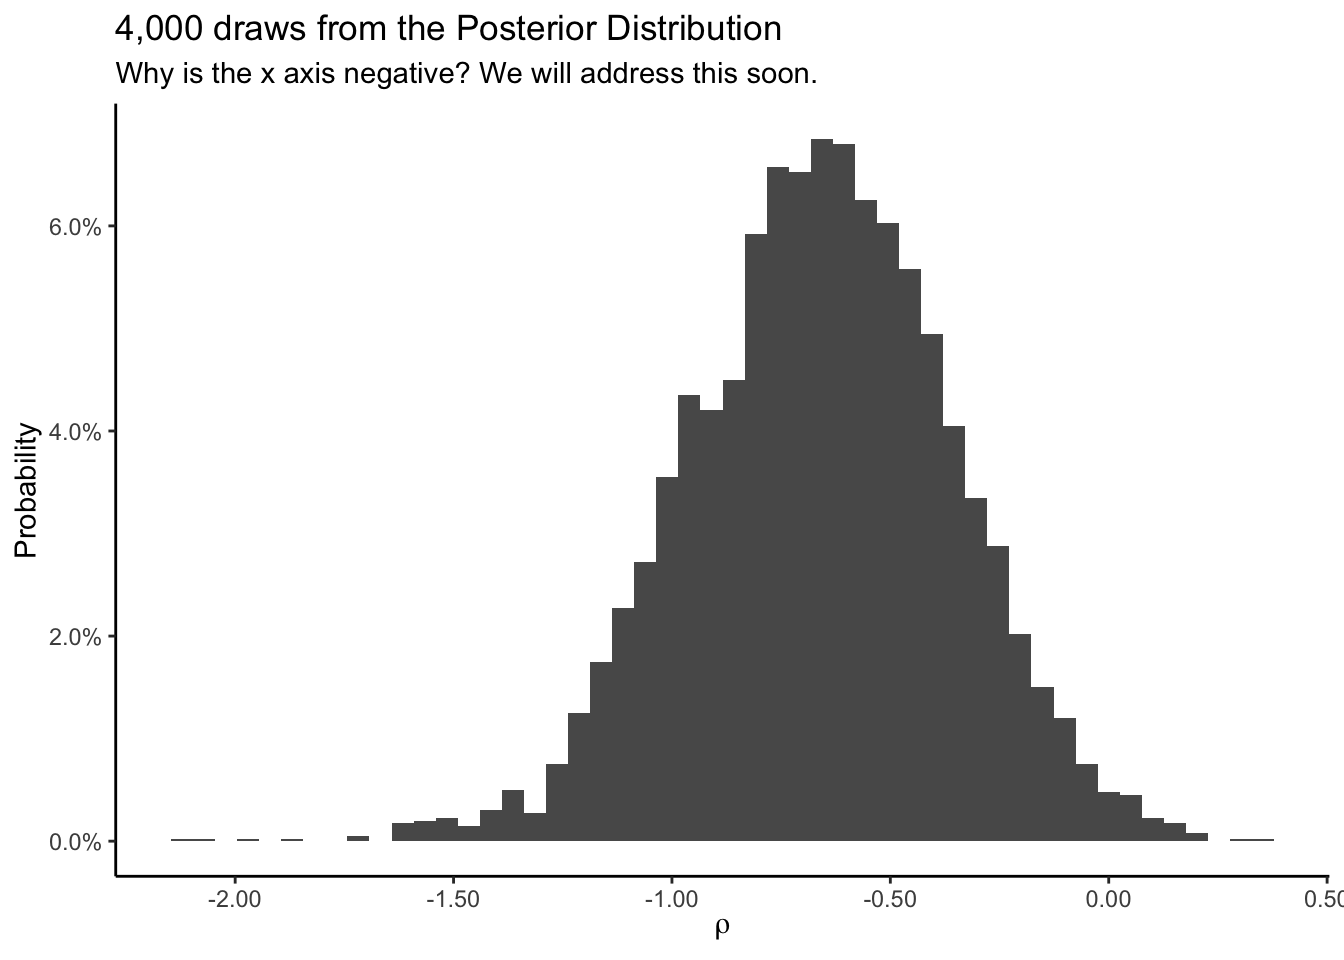 4,000 draws from the Posterior Distribution
Why is the x axis negative? We will address this soon.
Probability
6.0%
4.0%
2.0%
0.0%
-2.00 -1.50 -1.00 -0.50 0.00 0.50
ρ